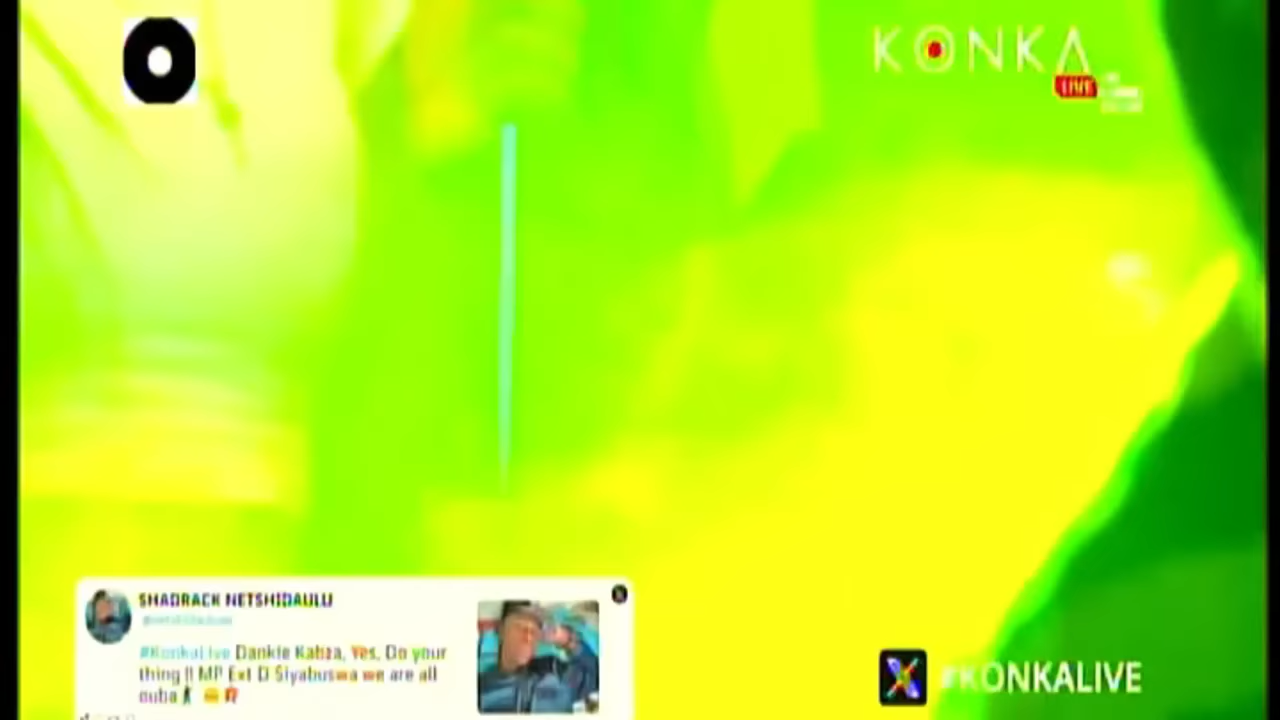 KONKA
LIVE
SHADRACK NETSHIDAULU
#KonkaLive Dankie Kabza, Yes, Do your
thing !! MP Ext D Siyabuswa we are all
ouba
#KONKALIVE